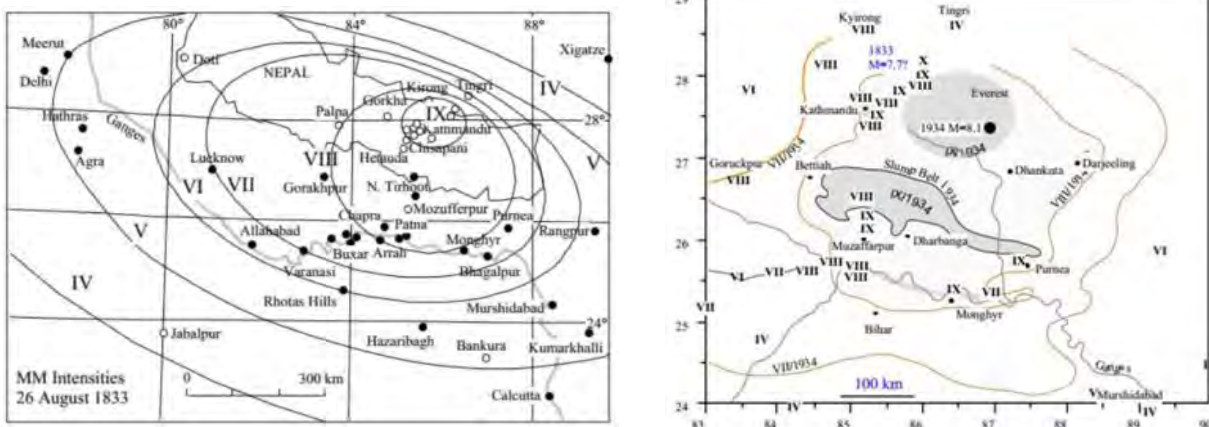 80°
84°
88°
Meerut
Delhi
Doti
NEPAL
Xigatze
IV
Tingri
Kirong
Gorkha
Palpa
IX
28°
Hathras
Ganges
Kathmandu
Chisapani
Agra
Lucknow
VIII
Hetauda
V
VI
VII
Gorakhpur
N. Tirhoot
Mozufferpur
Chapra
Patna
Purnea
Rangpur
V
Allahabad
Buxar
Arrah
Monghyr
Varanasi
Bhagalpur
IV
Rhotas Hills
Murshidabad
24°
Jabalpur
Hazaribagh
Bankura
Kumarkhalli
MM Intensities
26 August 1833
0
300 km
Calcutta
29
Kyirong
VIII
Tingri
IV
1833
M=7.7?
VIII
X
IX
28
IX
VIII
VI
VIII
VIII
Everest
Kathmandu
IX
VIII
1934 M=8.1
IX/1934
27
VII/1934
Goruckpur
VIII
Bettiah
Slump Belt 1934
Dhankuta
Darjeeling
VIII
IX/1934
VIII/1934
IX
IX
26
Muzaffarpur
Dharbanga
VI
IX
Purnea
VI
VII
VIII
VIII
VIII
VIII
IX
VII
VII
25
Monghyr
Bihar
IV
VII/1934
100 km
Ganges
V
Murshidabad
24
IV
IV
83
84
85
86
87
88
89
90